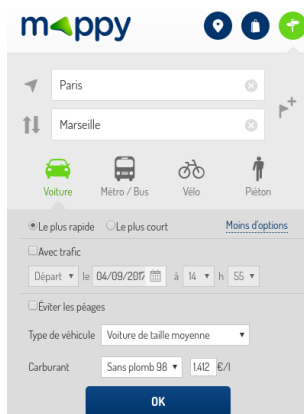 mappy
Paris
Marseille
Voiture Métro / Bus Vélo Piéton
Le plus rapide Le plus court Moins d'options
Avec trafic
Départ le 04/09/2017 à 14 h 55
Éviter les péages
Type de véhicule Voiture de taille moyenne
Carburant Sans plomb 98 1.412 €/l
OK